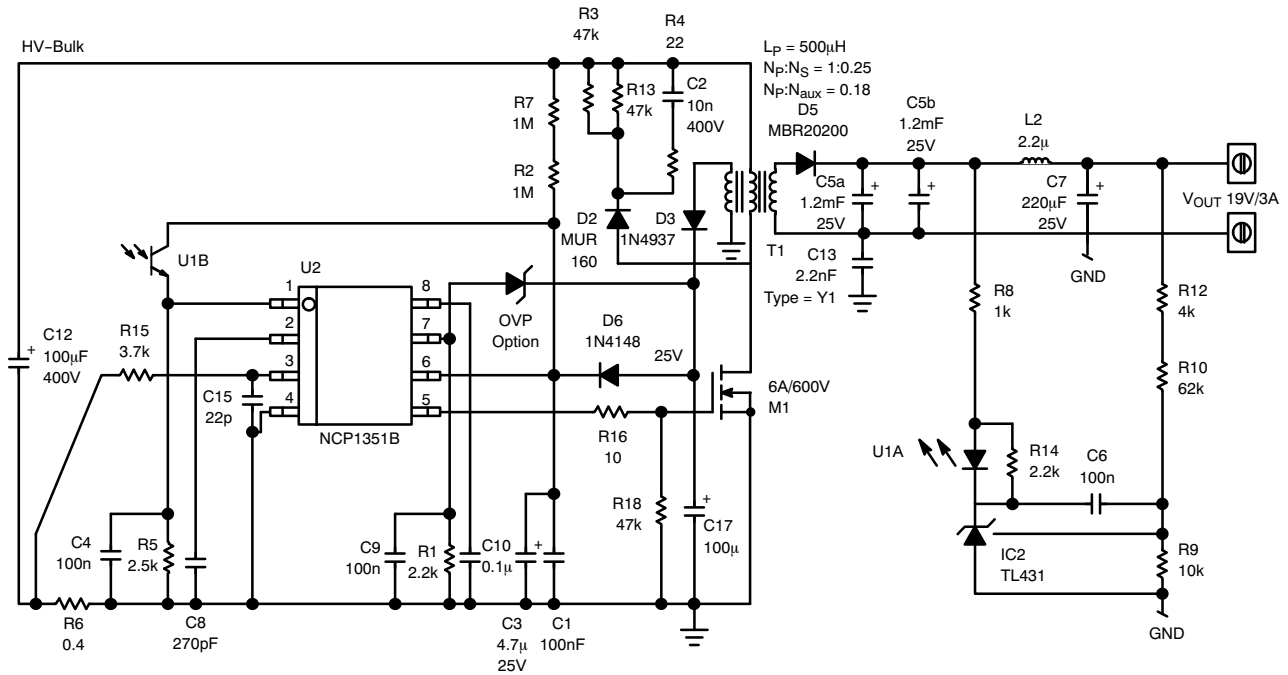 HV-Bulk
R3
47k
R4
22
LP = 500µH
NP:NS = 1:0.25
NP:Naux = 0.18
R13
47k
C2
10n
400V
R7
1M
R2
1M
D5
MBR20200
C5b
1.2mF
25V
L2
2.2µ
C5a
1.2mF
25V
C7
220µF
25V
VOUT 19V/3A
D2
MUR
160
1N4937
D3
T1
C13
2.2nF
Type = Y1
GND
U1B
U2
1
2
3
4
8
7
6
5
NCP1351B
OVP
Option
D6
1N4148
25V
6A/600V
M1
R8
1k
R12
4k
R10
62k
C12
100µF
400V
+
R15
3.7k
C15
22p
R16
10
R18
47k
+
C17
100µ
U1A
R14
2.2k
C6
100n
IC2
TL431
R9
10k
GND
C4
100n
R5
2.5k
C9
100n
R1
2.2k
C10
0.1µ
+
R6
0.4
C8
270pF
C3
4.7µ
25V
C1
100nF
+
+
+